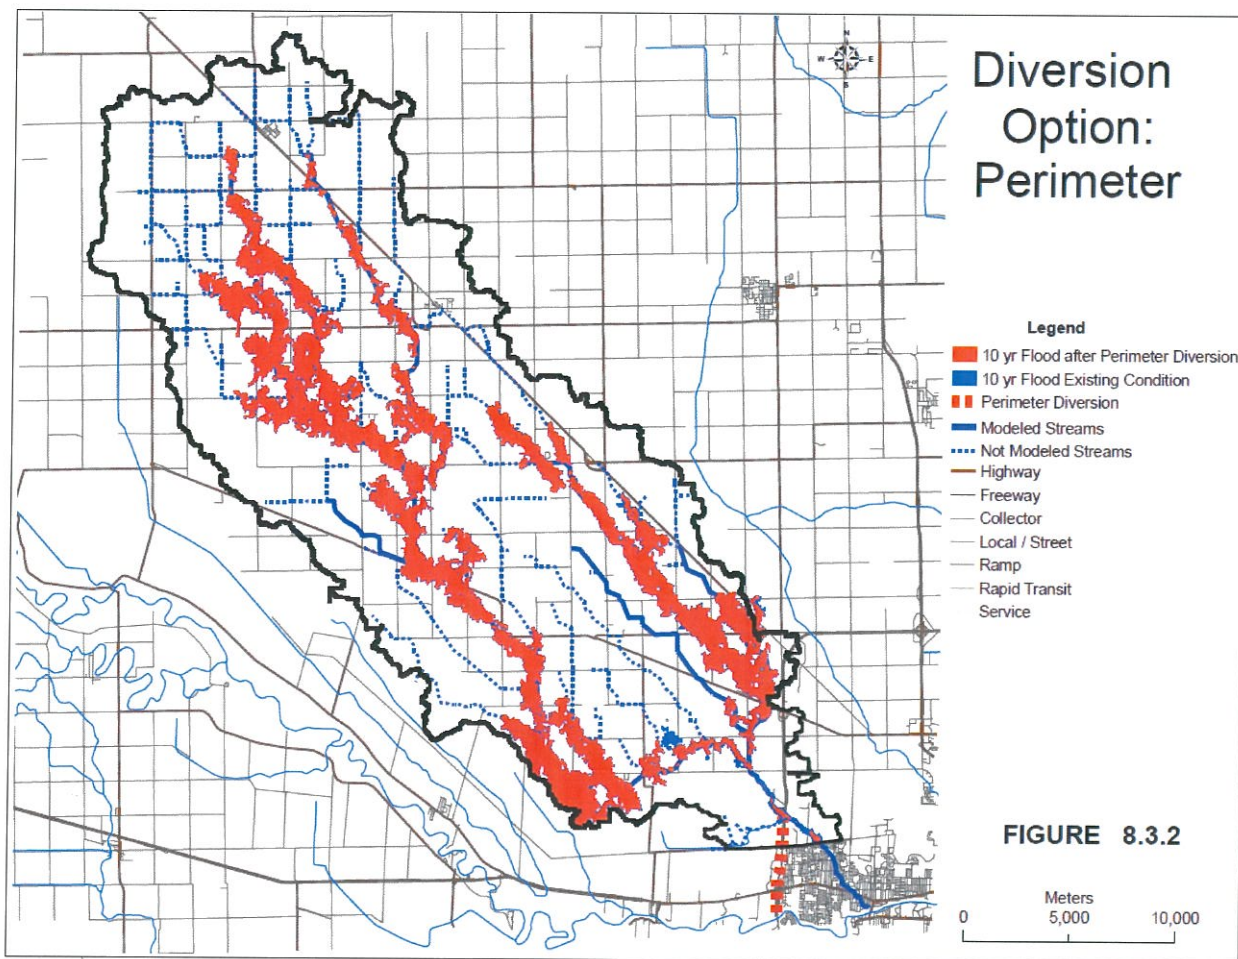 Diversion
Option:
Perimeter
N
W E
S
Legend
10 yr Flood after Perimeter Diversion
10 yr Flood Existing Condition
Perimeter Diversion
Modeled Streams
Not Modeled Streams
Highway
Freeway
Collector
Local / Street
Ramp
Rapid Transit
Service
FIGURE 8.3.2
Meters
0 5,000 10,000